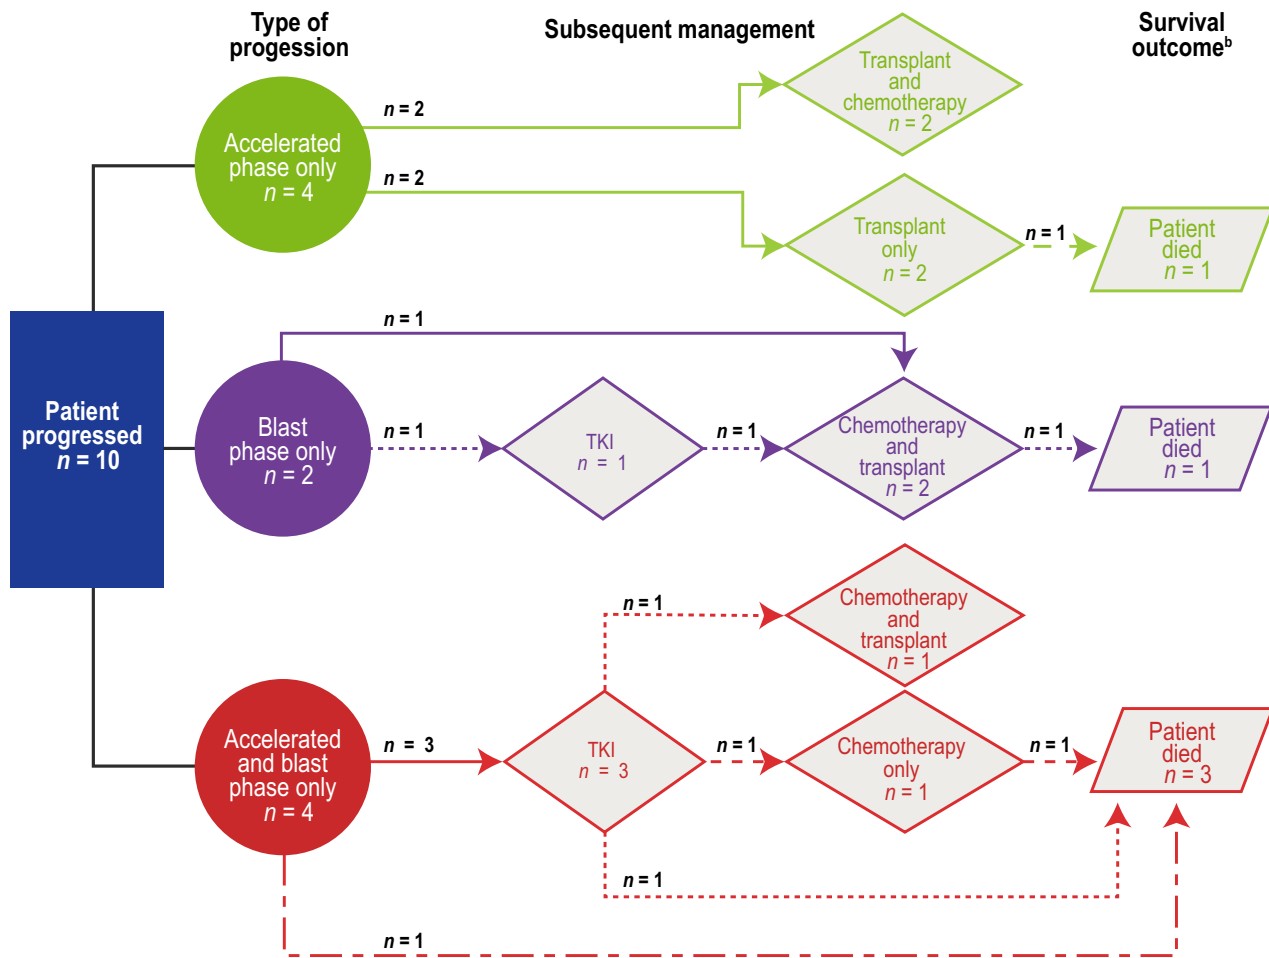 Type of
progession
Subsequent management
Survival
outcomeb
Patient
progressed
n = 10
Accelerated
phase only
n = 4
n = 2
Transplant
and
chemotherapy
n = 2
n = 2
Transplant
only
n = 2
n = 1
Patient
died
n = 1
Blast
phase only
n = 2
n = 1
n = 1
TKI
n = 1
n = 1
Chemotherapy
and
transplant
n = 2
n = 1
Patient
died
n = 1
Accelerated
and blast
phase only
n = 4
n = 3
TKI
n = 3
n = 1
Chemotherapy
and
transplant
n = 1
n = 1
Chemotherapy
only
n = 1
n = 1
Patient
died
n = 3
n = 1
n = 1